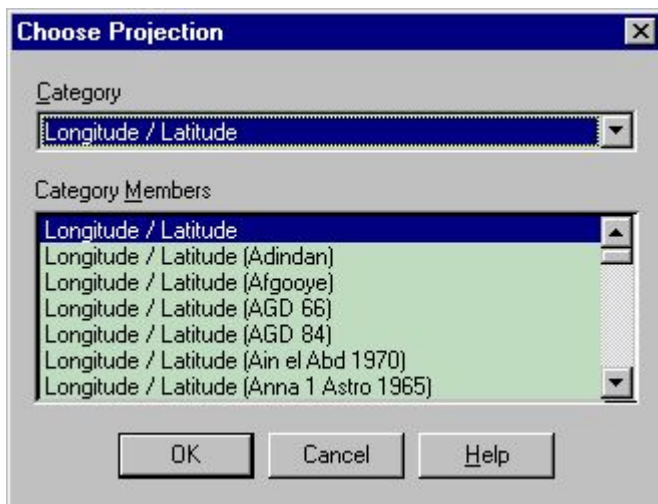 Choose Projection
Category
Longitude / Latitude
Category Members
Longitude / Latitude
Longitude / Latitude (Adindan)
Longitude / Latitude (Afgooye)
Longitude / Latitude (AGD 66)
Longitude / Latitude (AGD 84)
Longitude / Latitude (Ain el Abd 1970)
Longitude / Latitude (Anna 1 Astro 1965)
OK Cancel Help